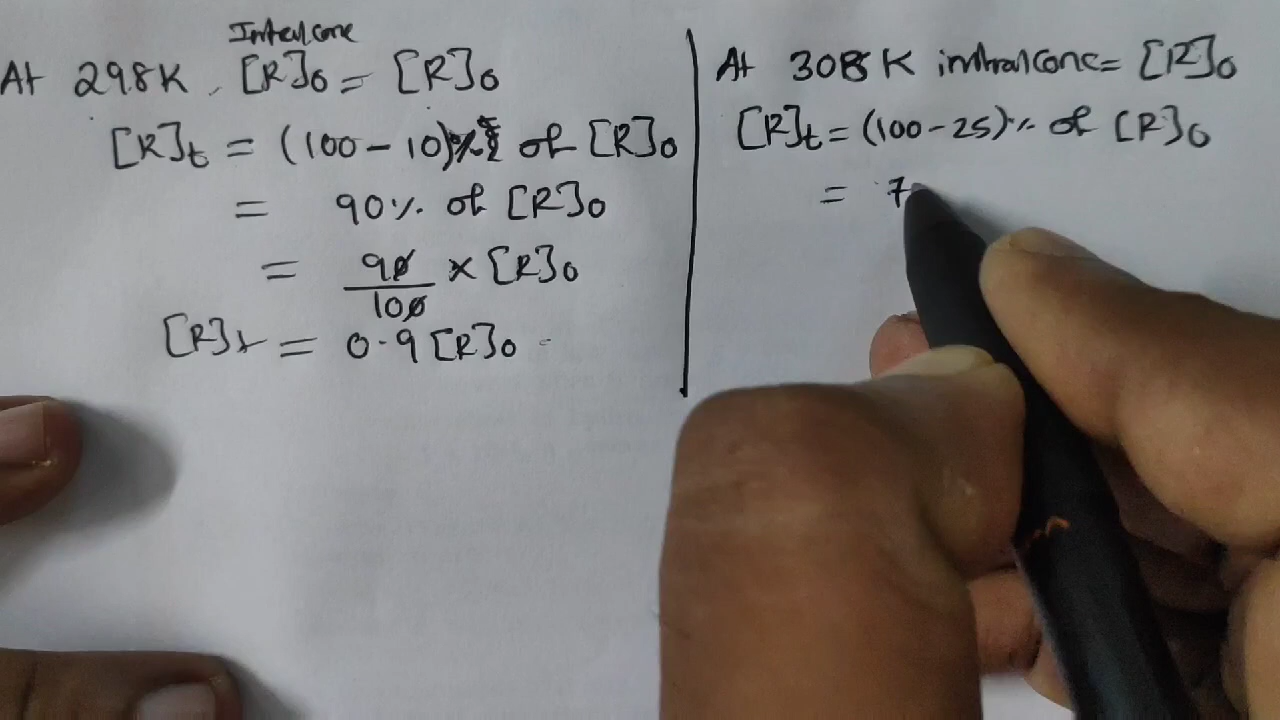 Inteal conc
At 298K, [R]0 = [R]0
[R]t = (100 - 10)% of [R]0
= 90% of [R]0
= 90/100 × [R]0
[R]t = 0.9 [R]0 =
At 308K initial conc = [R]0
[R]t = (100 - 25)% of [R]0
= 7